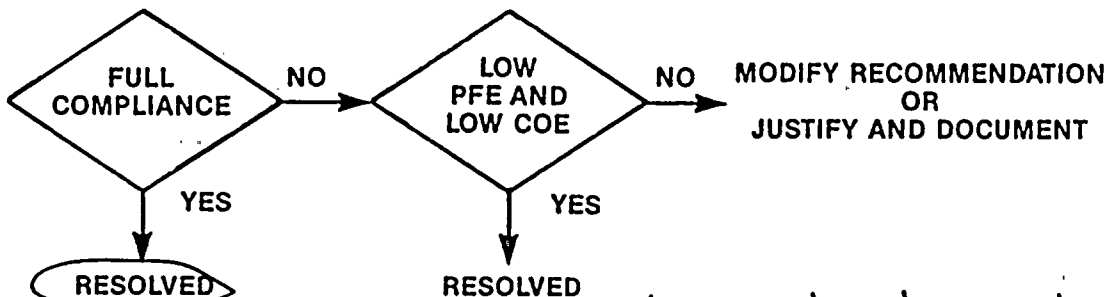 FULL
COMPLIANCE
NO
LOW
PFE AND
LOW COE
NO
MODIFY RECOMMENDATION
OR
JUSTIFY AND DOCUMENT
YES
YES
RESOLVED
RESOLVED